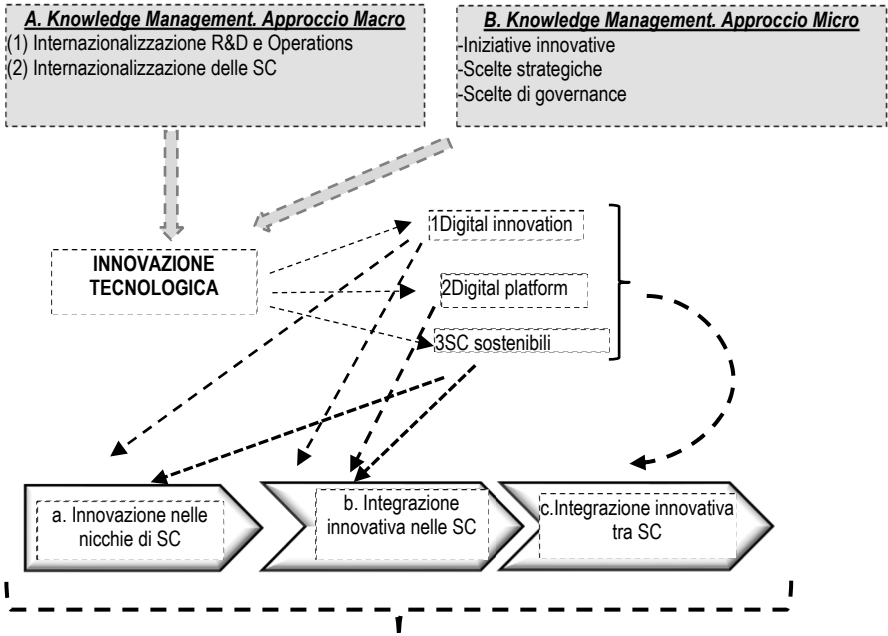 A. Knowledge Management. Approccio Macro
(1) Internazionalizzazione R&D e Operations
(2) Internazionalizzazione delle SC
B. Knowledge Management. Approccio Micro
-Iniziative innovative
-Scelte strategiche
-Scelte di governance
1Digital innovation
INNOVAZIONE
TECNOLOGICA
2Digital platform
3SC sostenibili
a. Innovazione nelle
nicchie di SC
b. Integrazione
innovativa nelle SC
c.Integrazione innovativa
tra SC